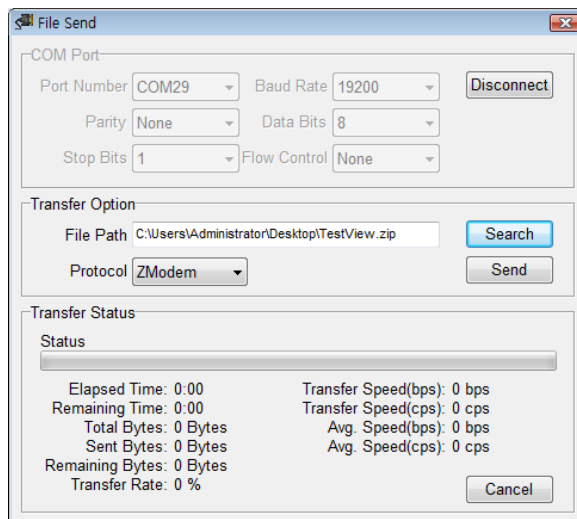 File Send
COM Port
Port Number COM29 Baud Rate 19200 Disconnect
Parity None Data Bits 8
Stop Bits 1 Flow Control None
Transfer Option
File Path C:\Users\Administrator\Desktop\TestView.zip Search
Protocol ZModem Send
Transfer Status
Status
Elapsed Time: 0:00 Transfer Speed(bps): 0 bps
Remaining Time: 0:00 Transfer Speed(cps): 0 cps
Total Bytes: 0 Bytes Avg. Speed(bps): 0 bps
Sent Bytes: 0 Bytes Avg. Speed(cps): 0 cps
Remaining Bytes: 0 Bytes
Transfer Rate: 0 %
Cancel